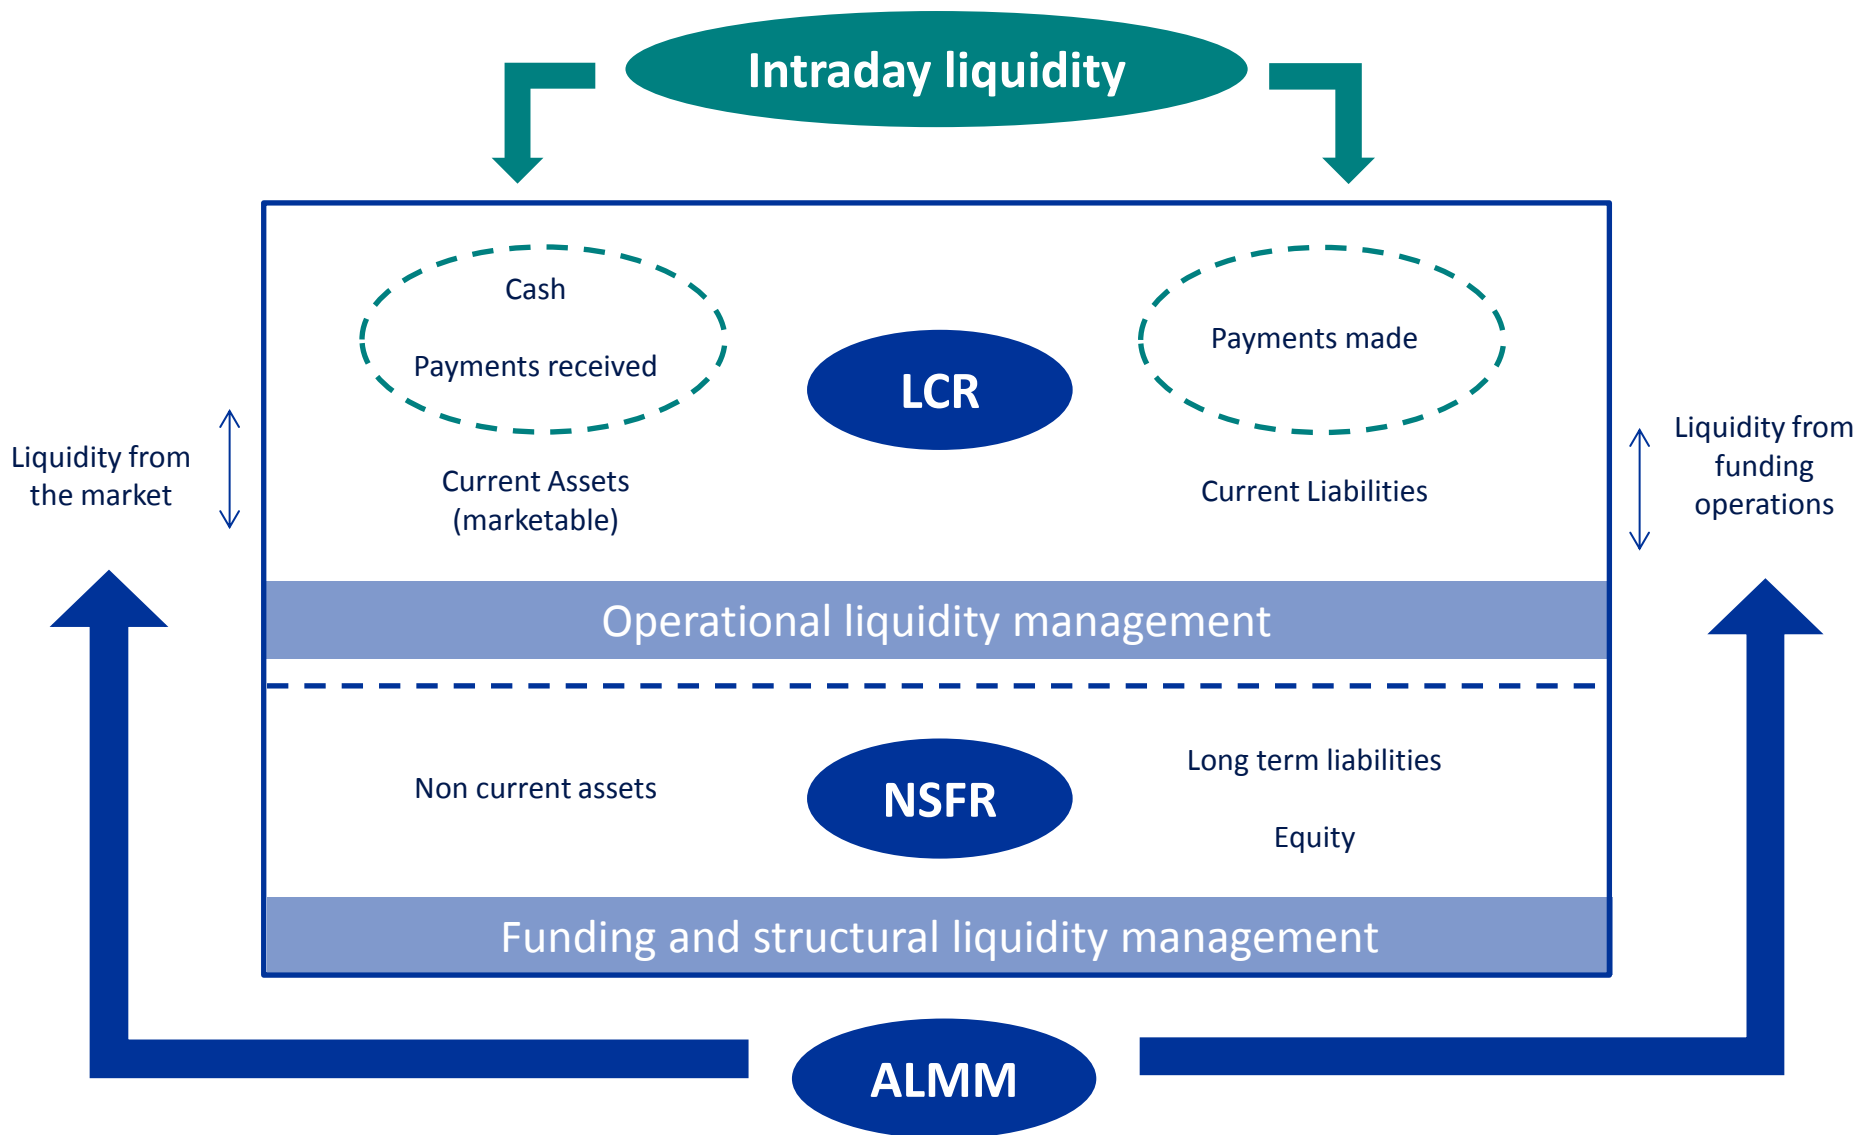 Intraday liquidity
Cash
Payments received
Payments made
LCR
Liquidity from
the market
Current Assets
(marketable)
Current Liabilities
Liquidity from
funding
operations
Operational liquidity management
Non current assets
NSFR
Long term liabilities
Equity
Funding and structural liquidity management
ALMM